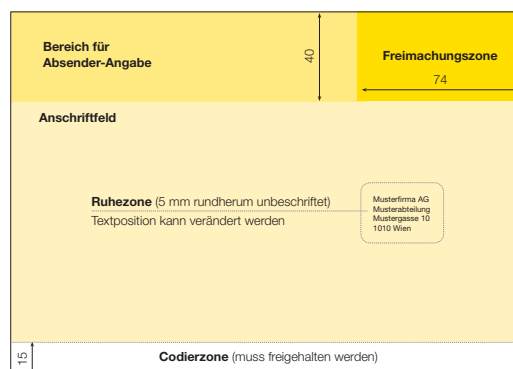 Bereich für
Absender-Angabe
40
Freimachungszone
74
Anschriftfeld
Ruhezone (5 mm rundherum unbeschriftet)
Textposition kann verändert werden
Musterfirma AG
Musterabteilung
Mustergasse 10
1010 Wien
15
Codierzone (muss freigehalten werden)